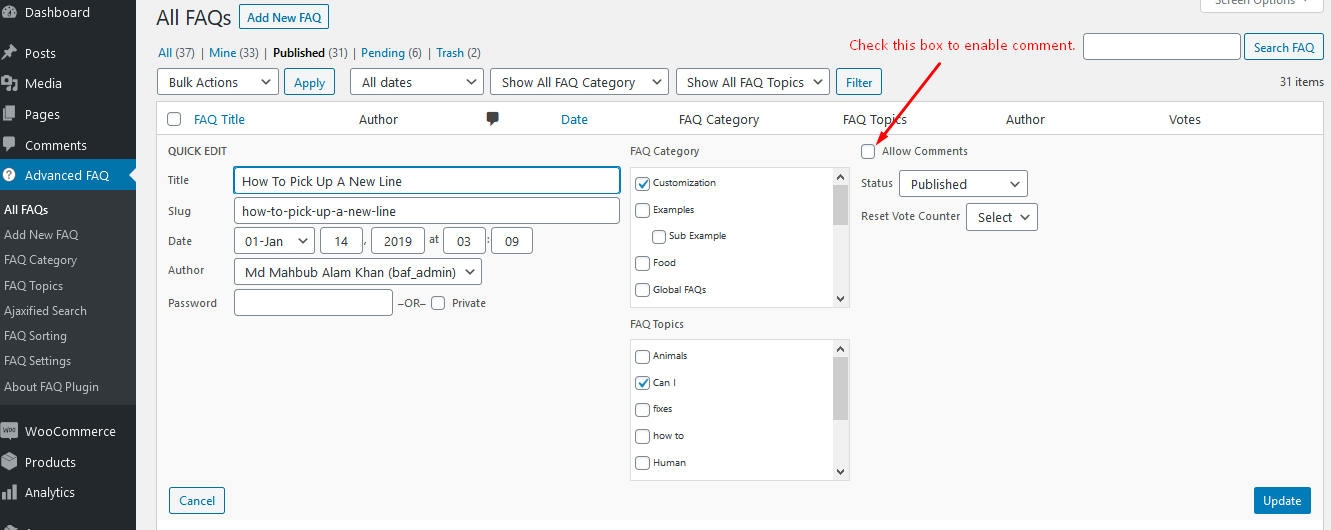 Dashboard
Posts
Media
Pages
Comments
Advanced FAQ
All FAQs
Add New FAQ
FAQ Category
FAQ Topics
Ajaxified Search
FAQ Sorting
FAQ Settings
About FAQ Plugin
WooCommerce
Products
Analytics
Screen Options
All FAQs Add New FAQ
All (37) | Mine (33) | Published (31) | Pending (6) | Trash (2)
Check this box to enable comment.
Search FAQ
Bulk Actions Apply All dates Show All FAQ Category Show All FAQ Topics Filter 31 items
FAQ Title Author Date FAQ Category FAQ Topics Author Votes
QUICK EDIT
Title How To Pick Up A New Line
Slug how-to-pick-up-a-new-line
Date 01-Jan 14 , 2019 at 03 : 09
Author Md Mahbub Alam Khan (baf_admin)
Password –OR– Private
FAQ Category
Customization
Examples
Sub Example
Food
Global FAQs
FAQ Topics
Animals
Can I
fixes
how to
Human
Allow Comments
Status Published
Reset Vote Counter Select
Cancel Update